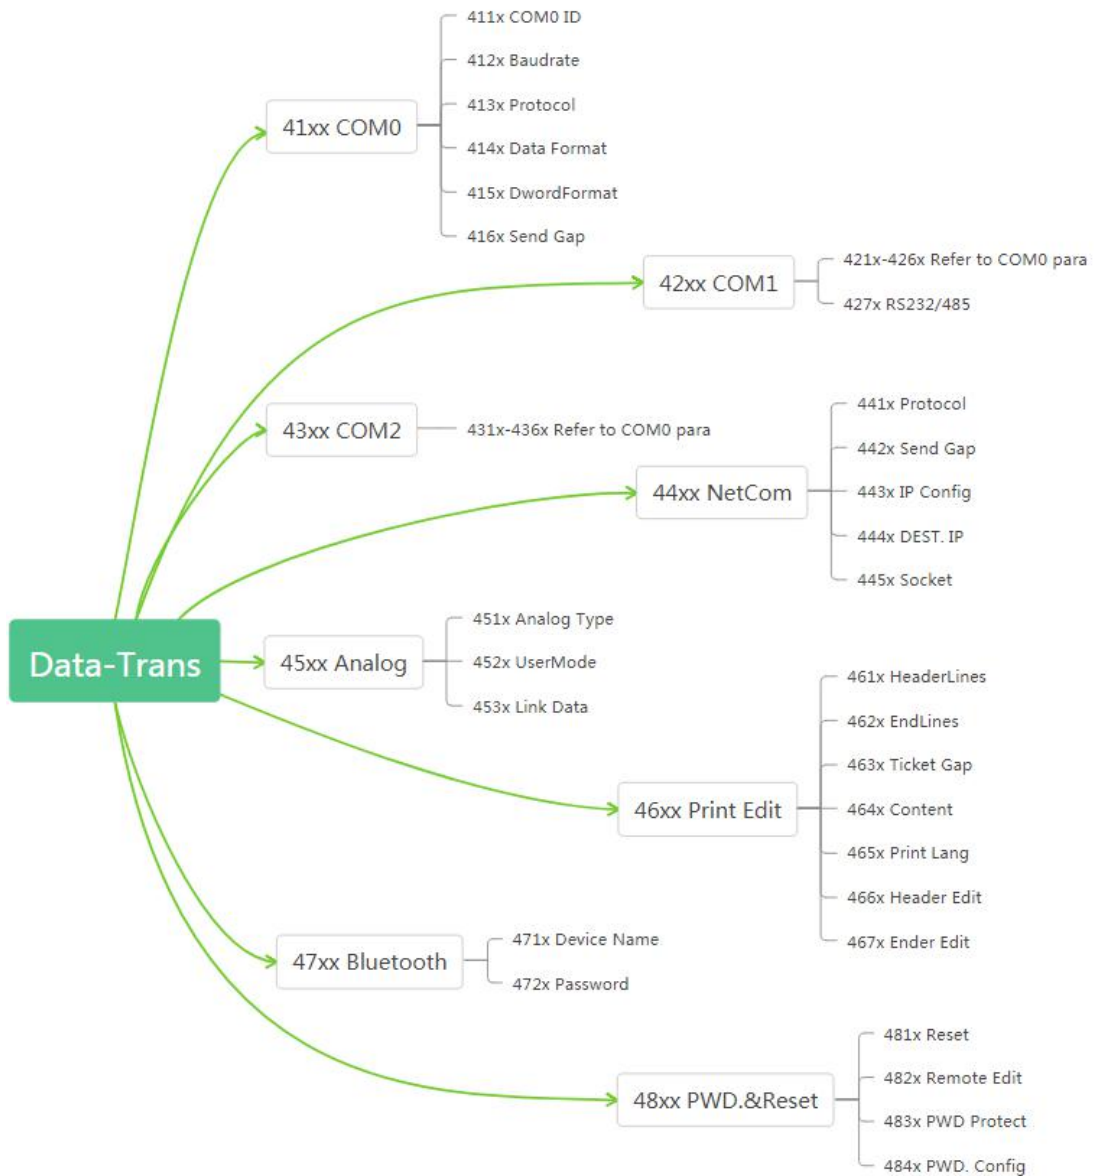 Data-Trans
41xx COM0
411x COM0 ID
412x Baudrate
413x Protocol
414x Data Format
415x DwordFormat
416x Send Gap
42xx COM1
421x-426x Refer to COM0 para
427x RS232/485
43xx COM2
431x-436x Refer to COM0 para
44xx NetCom
441x Protocol
442x Send Gap
443x IP Config
444x DEST. IP
445x Socket
45xx Analog
451x Analog Type
452x UserMode
453x Link Data
46xx Print Edit
461x HeaderLines
462x EndLines
463x Ticket Gap
464x Content
465x Print Lang
466x Header Edit
467x Ender Edit
47xx Bluetooth
471x Device Name
472x Password
48xx PWD.&Reset
481x Reset
482x Remote Edit
483x PWD Protect
484x PWD. Config